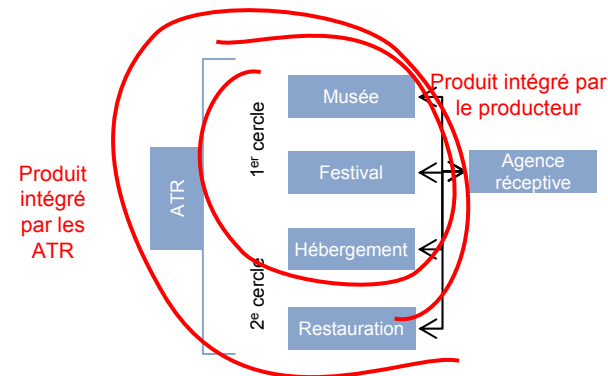 Produit intégré par
le producteur
Musée
1er cercle
Agence
réceptive
Produit
intégré
par les
ATR
ATR
Festival
Hébergement
2e cercle
Restauration